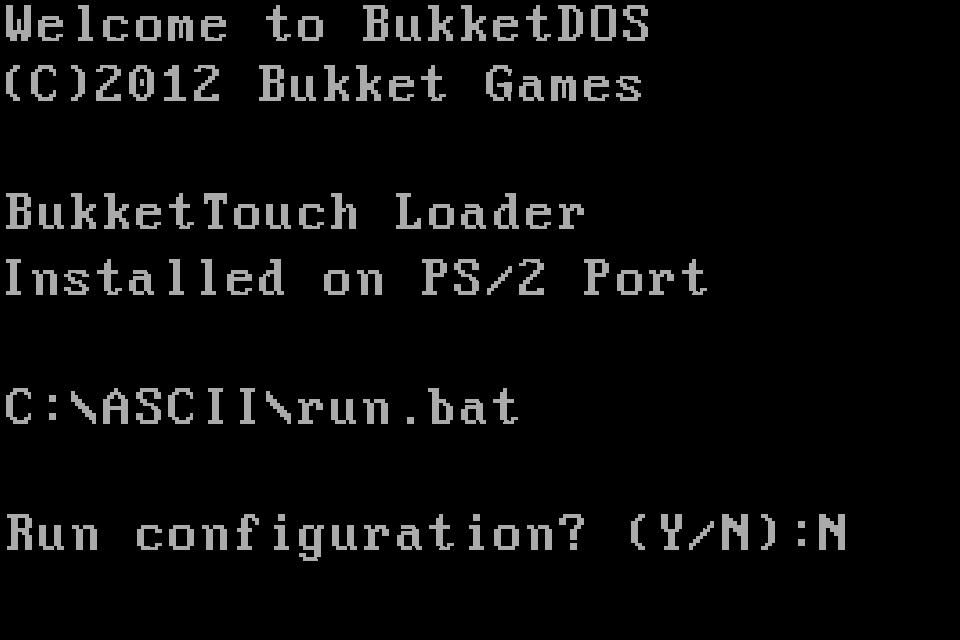 Welcome to BukketDOS
(C)2012 Bukket Games
BukketTouch Loader
Installed on PS/2 Port
C:\ASCII\run.bat
Run configuration? (Y/N):N